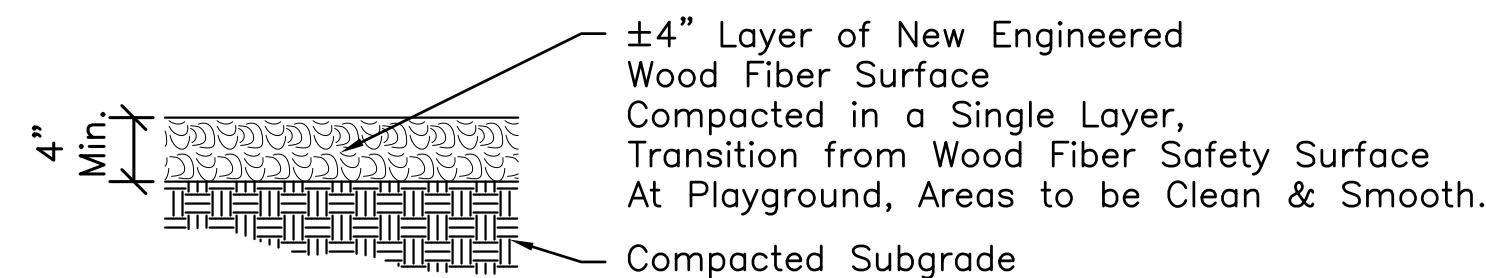 ±4” Layer of New Engineered
Wood Fiber Surface
Compacted in a Single Layer,
Transition from Wood Fiber Safety Surface
At Playground, Areas to be Clean & Smooth.
4”
Min.
Compacted Subgrade